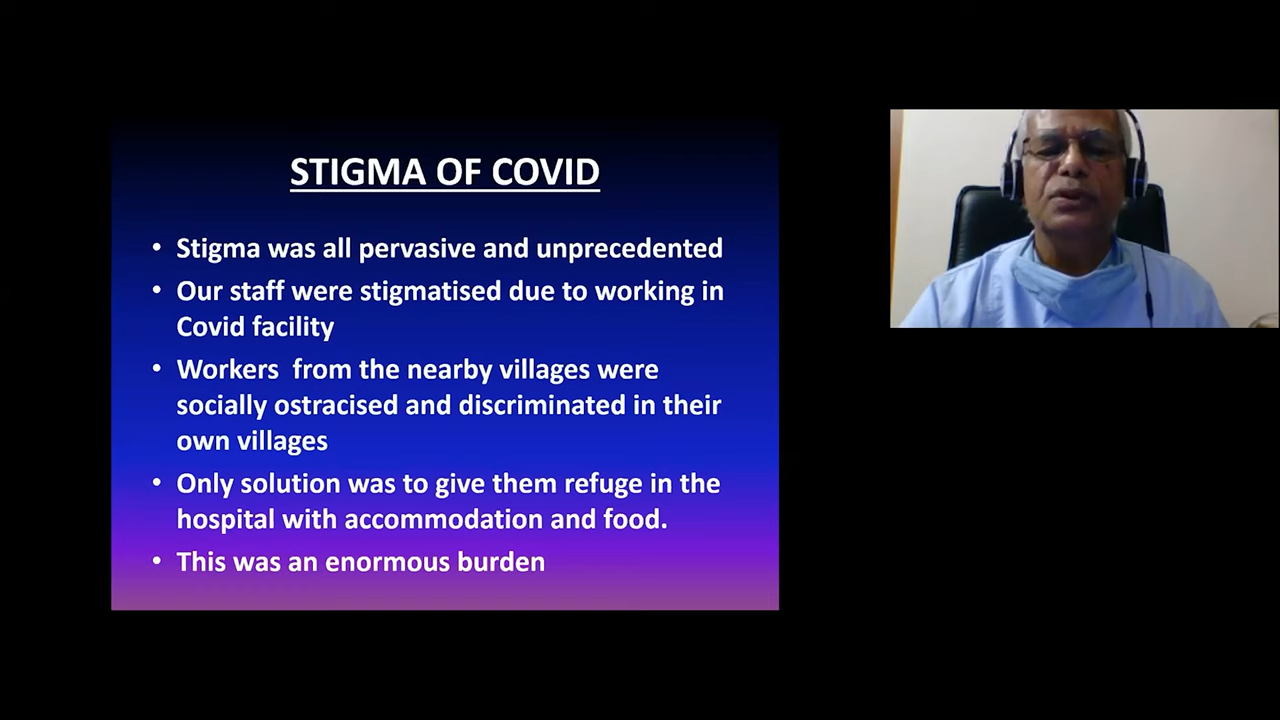 STIGMA OF COVID
• Stigma was all pervasive and unprecedented
• Our staff were stigmatised due to working in
Covid facility
• Workers  from the nearby villages were
socially ostracised and discriminated in their
own villages
• Only solution was to give them refuge in the
hospital with accommodation and food.
• This was an enormous burden